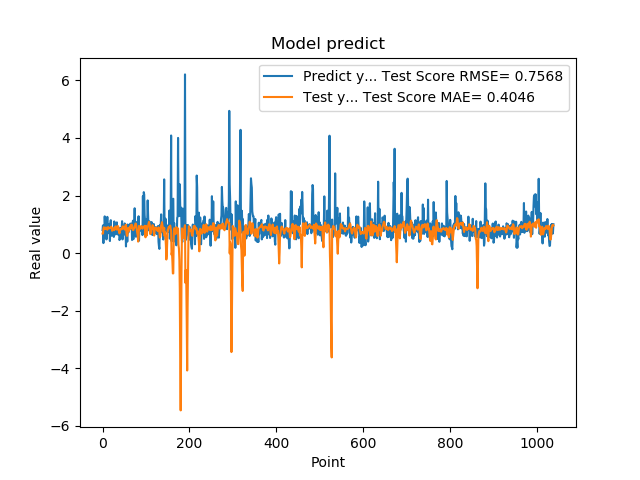 Model predict
Predict y... Test Score RMSE= 0.7568
Test y... Test Score MAE= 0.4046
Real value
6
4
2
0
−2
−4
−6
0 200 400 600 800 1000
Point